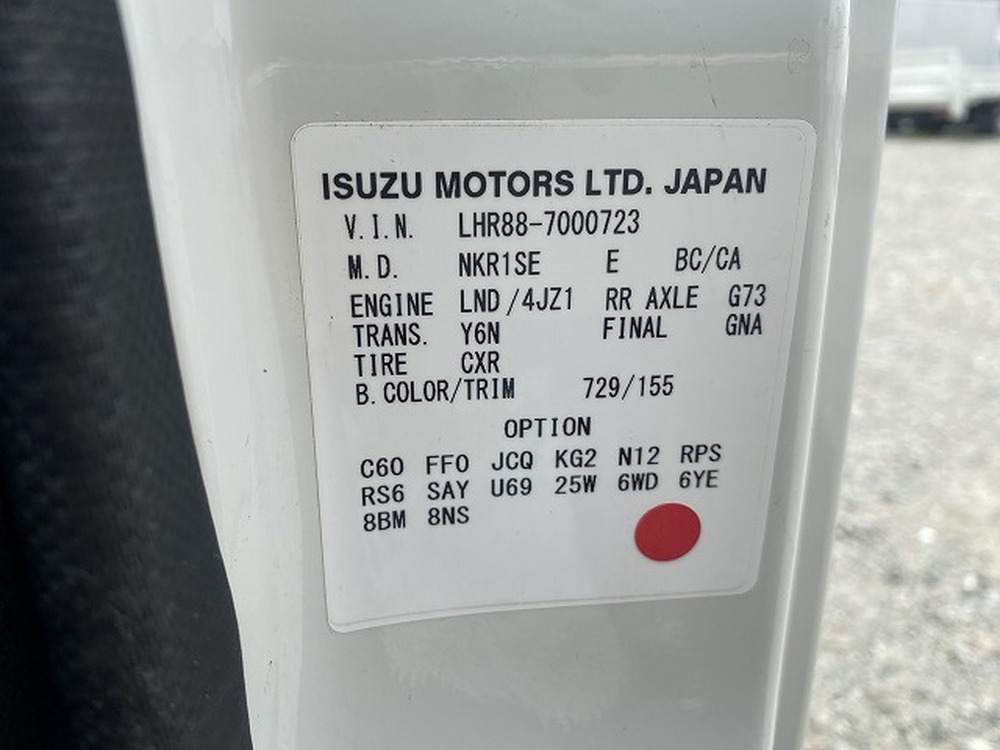 ISUZU MOTORS LTD. JAPAN
V.I.N. LHR88-7000723
M.D. NKR1SE E BC/CA
ENGINE LND/4JZ1 RR AXLE G73
TRANS. Y6N FINAL GNA
TIRE CXR
B.COLOR/TRIM 729/155
OPTION
C60 FF0 JCQ KG2 N12 RPS
RS6 SAY U69 25W 6WD 6YE
8BM 8NS